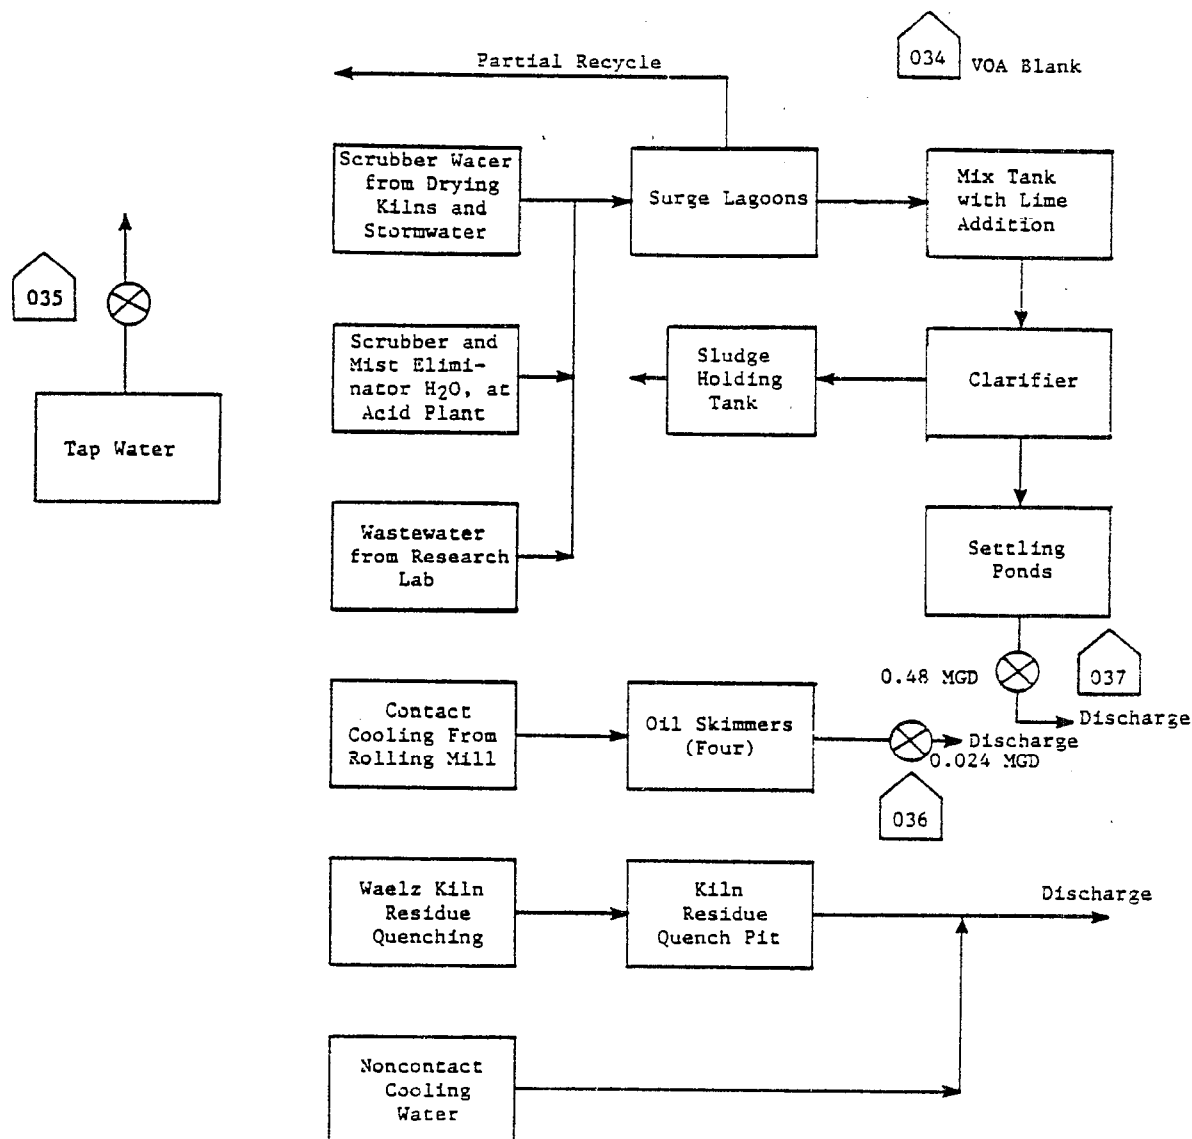 Partial Recycle
034
VOA Blank
Scrubber Water
from Drying
Kilns and
Stormwater
Surge Lagoons
Mix Tank
with Lime
Addition
035
Tap Water
Scrubber and
Mist Elimi-
nator H2O, at
Acid Plant
Sludge
Holding
Tank
Clarifier
Wastewater
from Research
Lab
Settling
Ponds
0.48 MGD
037
Discharge
Contact
Cooling From
Rolling Mill
Oil Skimmers
(Four)
Discharge
0.024 MGD
036
Waelz Kiln
Residue
Quenching
Kiln
Residue
Quench Pit
Discharge
Noncontact
Cooling
Water